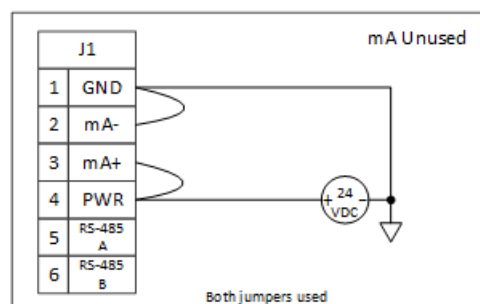 mA Unused
J1
1 GND
2 mA-
3 mA+
4 PWR
5 RS-485
A
6 RS-485
B
+ 24 -
VDC
Both jumpers used